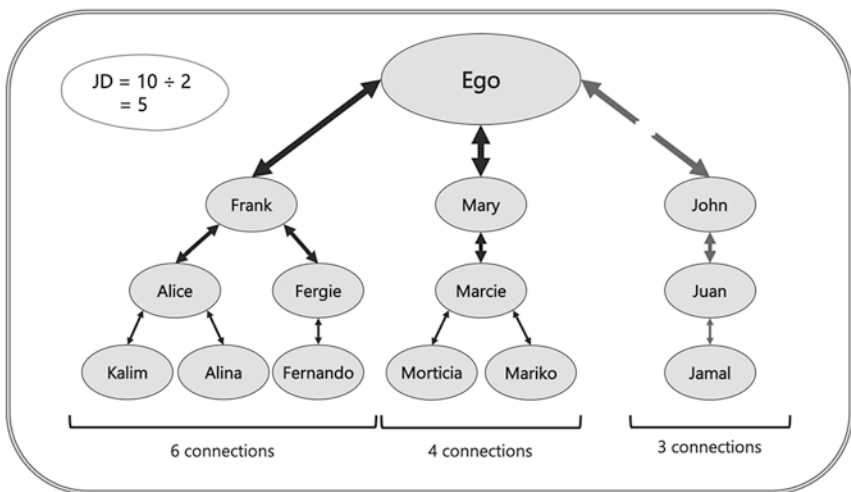 JD = 10 ÷ 2
= 5
Ego
Frank
Mary
John
Alice
Fergie
Marcie
Juan
Kalim
Alina
Fernando
Morticia
Mariko
Jamal
6 connections
4 connections
3 connections